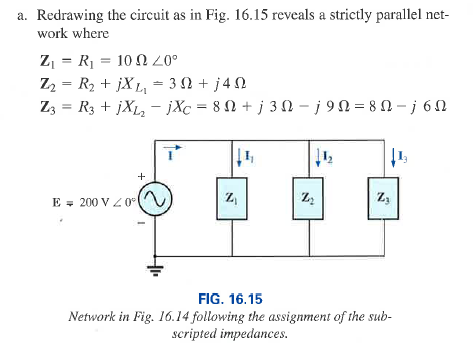 a. Redrawing the circuit as in Fig. 16.15 reveals a strictly parallel net-
work where
Z₁ = R₁ = 10 Ω ∠0°
Z₂ = R₂ + jX_L₁ = 3 Ω + j 4 Ω
Z₃ = R₃ + jX_L₂ − jX_C = 8 Ω + j 3 Ω − j 9 Ω = 8 Ω − j 6 Ω
I
I₁
I₂
I₃
+
E = 200 V ∠ 0°
−
Z₁
Z₂
Z₃
FIG. 16.15
Network in Fig. 16.14 following the assignment of the sub-
scripted impedances.